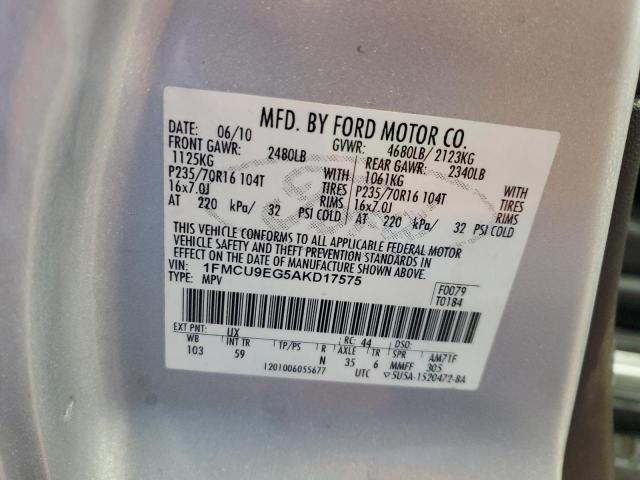 MFD. BY FORD MOTOR CO.
DATE: 06/10 GVWR: 4680LB/ 2123KG
FRONT GAWR: 2480LB REAR GAWR: 2340LB
1125KG WITH 1061KG WITH
P235/70R16 104T TIRES P235/70R16 104T TIRES
16x7.0J RIMS 16x7.0J RIMS
AT 220 kPa/ 32 PSI COLD AT 220 kPa/ 32 PSI COLD
THIS VEHICLE CONFORMS TO ALL APPLICABLE FEDERAL MOTOR
VEHICLE SAFETY AND THEFT PREVENTION STANDARDS IN
EFFECT ON THE DATE OF MANUFACTURE SHOWN ABOVE.
VIN: 1FMCU9EG5AKD17575
TYPE: MPV
F0079
T0184
EXT PNT: UX RC: 44 DSO:
WB INT TR TP/PS R AXLE TR SPR AM71F
103 59 N 35 6 MMFF 305
1201006055677 UTC ▽5U5A-1520472-BA
Ford